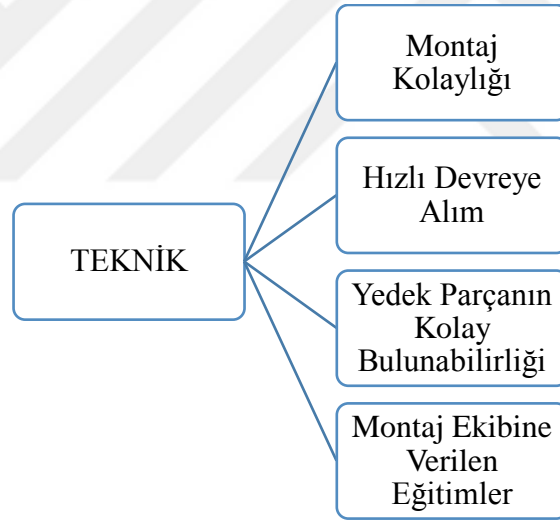 Montaj
Kolaylığı
Hızlı Devreye
Alım
TEKNİK
Yedek Parçanın
Kolay
Bulunabilirliği
Montaj Ekibine
Verilen
Eğitimler